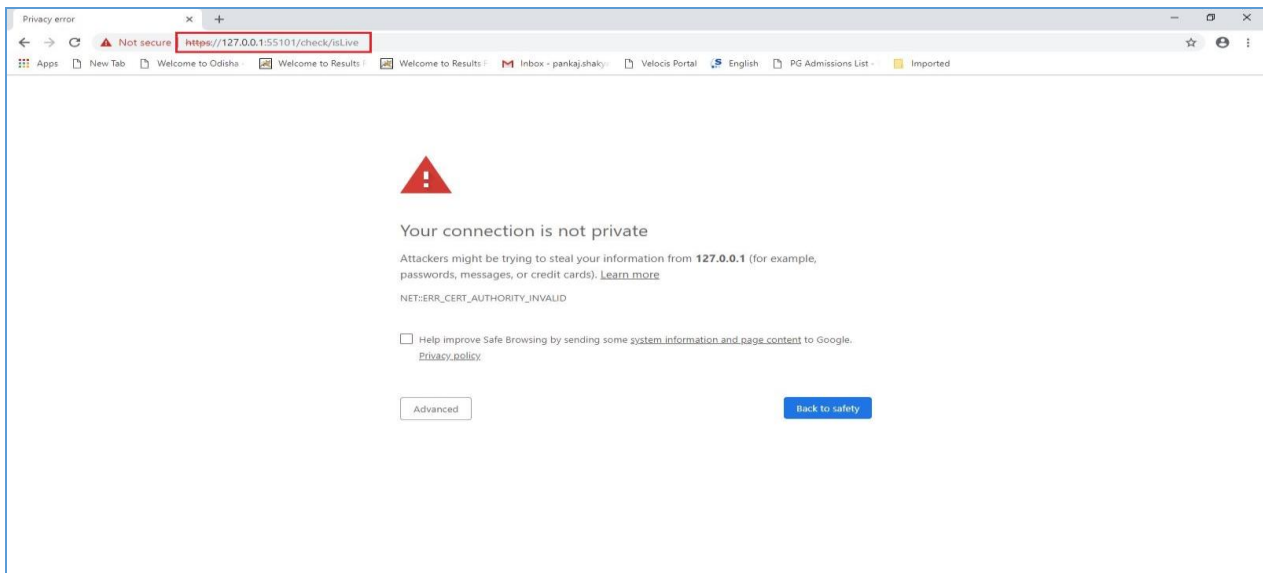 Privacy error
Not secure https://127.0.0.1:55101/check/isLive
Apps New Tab Welcome to Odisha Welcome to Results Welcome to Results F Inbox - pankaj.shaky Velocis Portal English PG Admissions List - Imported
Your connection is not private
Attackers might be trying to steal your information from 127.0.0.1 (for example,
passwords, messages, or credit cards). Learn more
NET::ERR_CERT_AUTHORITY_INVALID
Help improve Safe Browsing by sending some system information and page content to Google.
Privacy policy
Advanced Back to safety